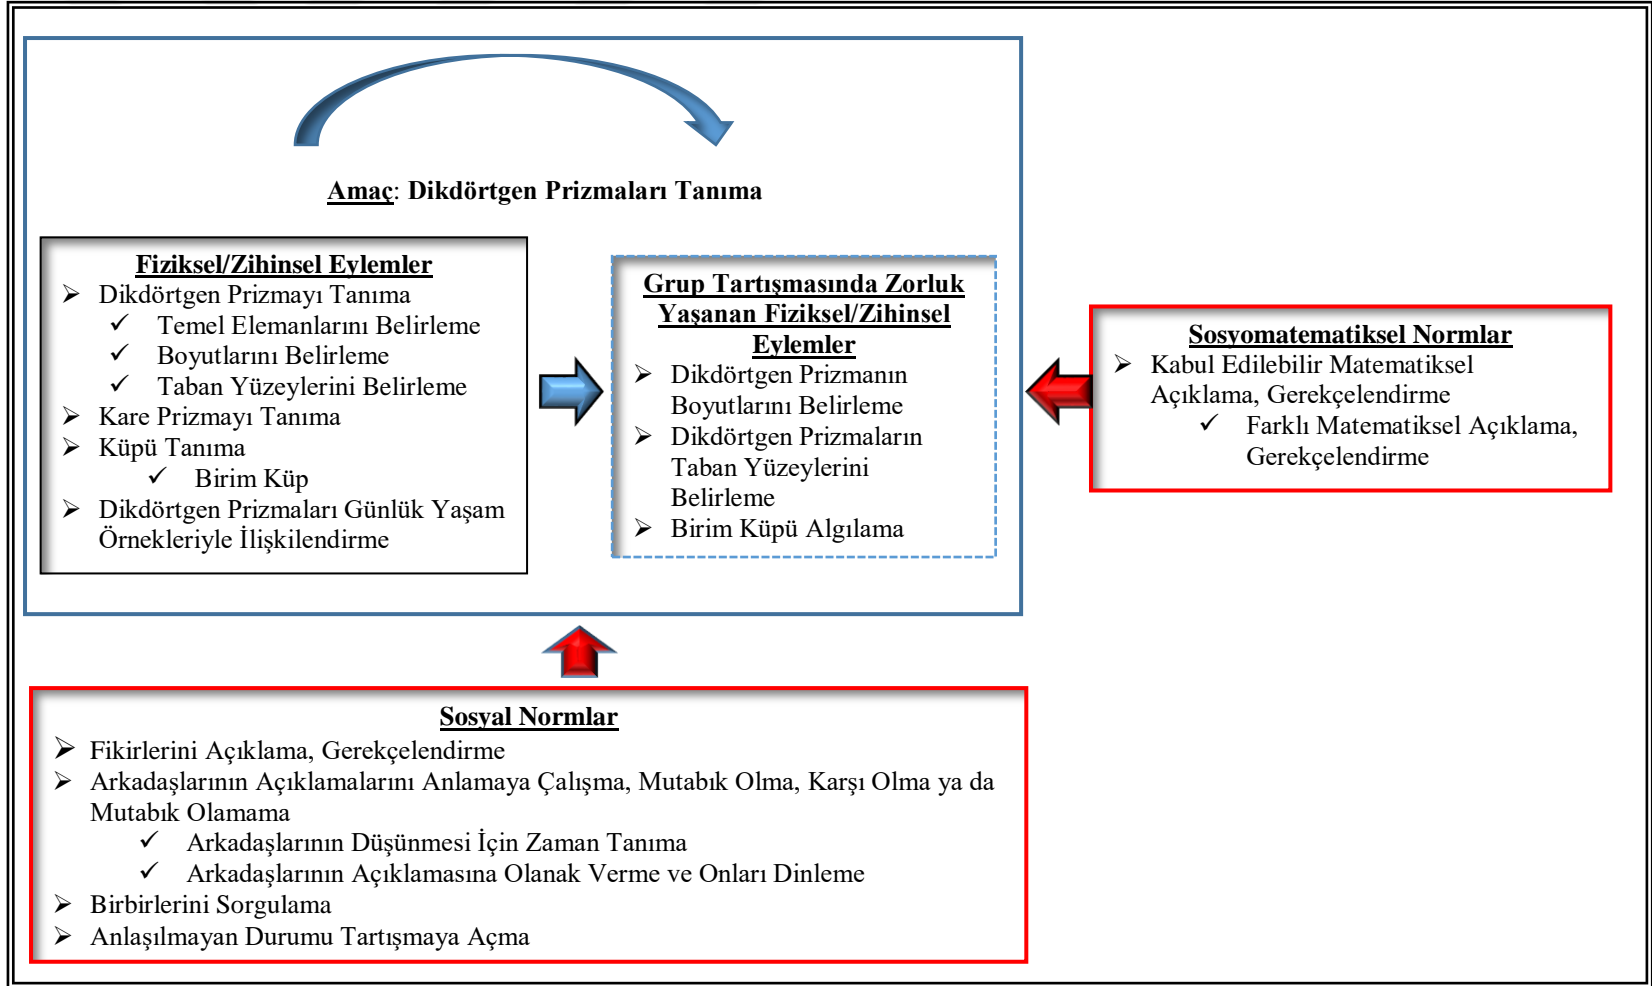 Amaç: Dikdörtgen Prizmaları Tanıma
Fiziksel/Zihinsel Eylemler
➢ Dikdörtgen Prizmayı Tanıma
✓ Temel Elemanlarını Belirleme
✓ Boyutlarını Belirleme
✓ Taban Yüzeylerini Belirleme
➢ Kare Prizmayı Tanıma
➢ Küpü Tanıma
✓ Birim Küp
➢ Dikdörtgen Prizmaları Günlük Yaşam
Örnekleriyle İlişkilendirme
Grup Tartışmasında Zorluk
Yaşanan Fiziksel/Zihinsel
Eylemler
➢ Dikdörtgen Prizmanın
Boyutlarını Belirleme
➢ Dikdörtgen Prizmaların
Taban Yüzeylerini
Belirleme
➢ Birim Küpü Algılama
Sosyomatematiksel Normlar
➢ Kabul Edilebilir Matematiksel
Açıklama, Gerekçelendirme
✓ Farklı Matematiksel Açıklama,
Gerekçelendirme
Sosyal Normlar
➢ Fikirlerini Açıklama, Gerekçelendirme
➢ Arkadaşlarının Açıklamalarını Anlamaya Çalışma, Mutabık Olma, Karşı Olma ya da
Mutabık Olamama
✓ Arkadaşlarının Düşünmesi İçin Zaman Tanıma
✓ Arkadaşlarının Açıklamasına Olanak Verme ve Onları Dinleme
➢ Birbirlerini Sorgulama
➢ Anlaşılmayan Durumu Tartışmaya Açma